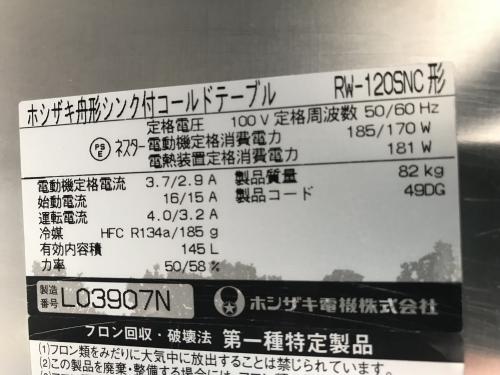 ホシザキ舟形シンク付コールドテーブル RW-120SNC形
定格電圧 100V 定格周波数 50/60 Hz
PS E ネスター 電動機定格消費電力 185/170 W
電熱装置定格消費電力 181 W
電動機定格電流 3.7/2.9 A 製品質量 82 kg
始動電流 16/15 A 製品コード 49DG
運転電流 4.0/3.2 A
冷媒 HFC R134a/185 g
有効内容積 145 L
力率 50/58 %
製造番号 L03907N ホシザキ電機株式会社
フロン回収・破壊法 第一種特定製品
(1)フロン類をみだりに大気中に放出することは禁じられています。
(2)この製品を廃棄・整備する場合には、